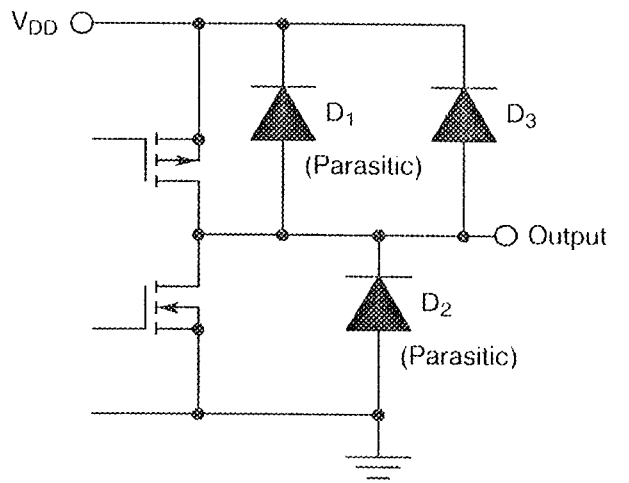 VDD
D1
(Parasitic)
D3
Output
D2
(Parasitic)